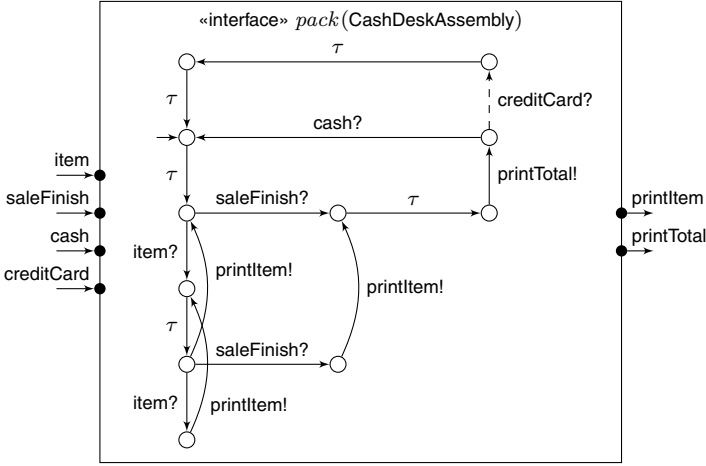 «interface» pack(CashDeskAssembly)
τ
τ
creditCard?
cash?
item
τ
printTotal!
saleFinish
saleFinish?
τ
printItem
cash
item?
printTotal
creditCard
printItem!
printItem!
τ
saleFinish?
item?
printItem!